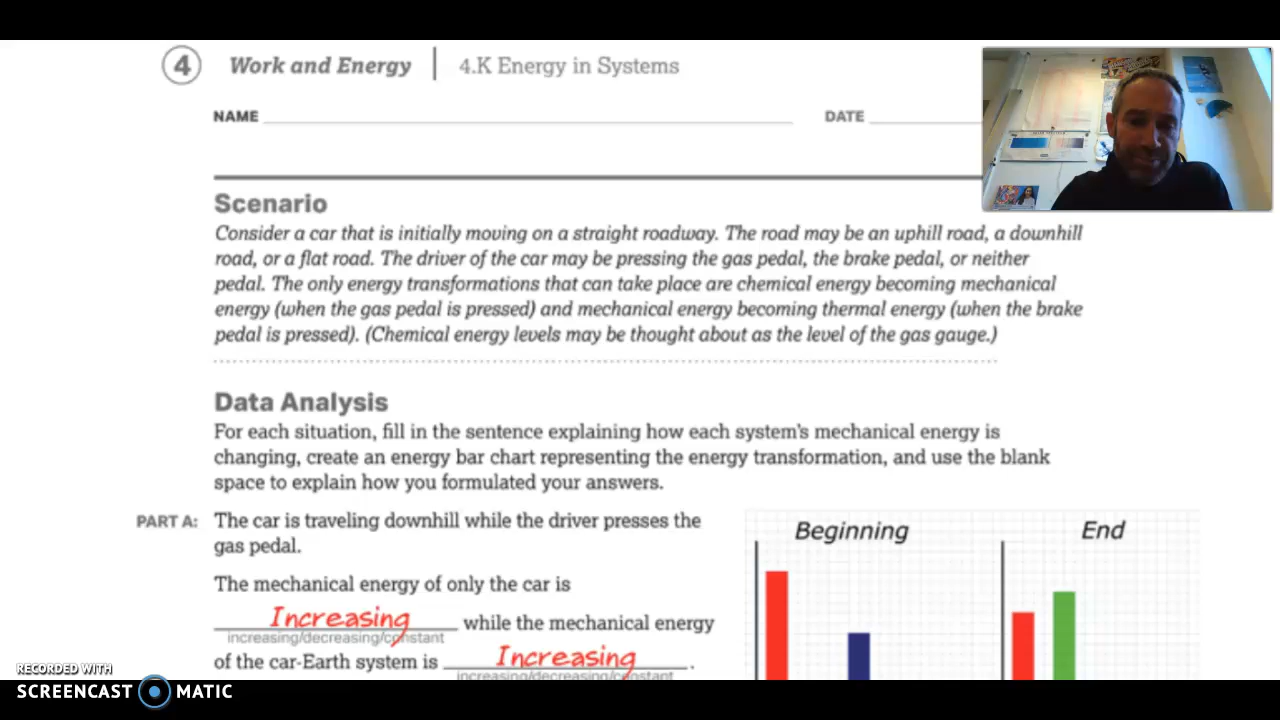 4 Work and Energy 4.K Energy in Systems
NAME DATE
Scenario
Consider a car that is initially moving on a straight roadway. The road may be an uphill road, a downhill
road, or a flat road. The driver of the car may be pressing the gas pedal, the brake pedal, or neither
pedal. The only energy transformations that can take place are chemical energy becoming mechanical
energy (when the gas pedal is pressed) and mechanical energy becoming thermal energy (when the brake
pedal is pressed). (Chemical energy levels may be thought about as the level of the gas gauge.)
Data Analysis
For each situation, fill in the sentence explaining how each system's mechanical energy is
changing, create an energy bar chart representing the energy transformation, and use the blank
space to explain how you formulated your answers.
PART A: The car is traveling downhill while the driver presses the
gas pedal.
The mechanical energy of only the car is
Increasing while the mechanical energy
increasing/decreasing/constant
of the car-Earth system is Increasing.
increasing/decreasing/constant
Beginning End
RECORDED WITH
SCREENCAST MATIC